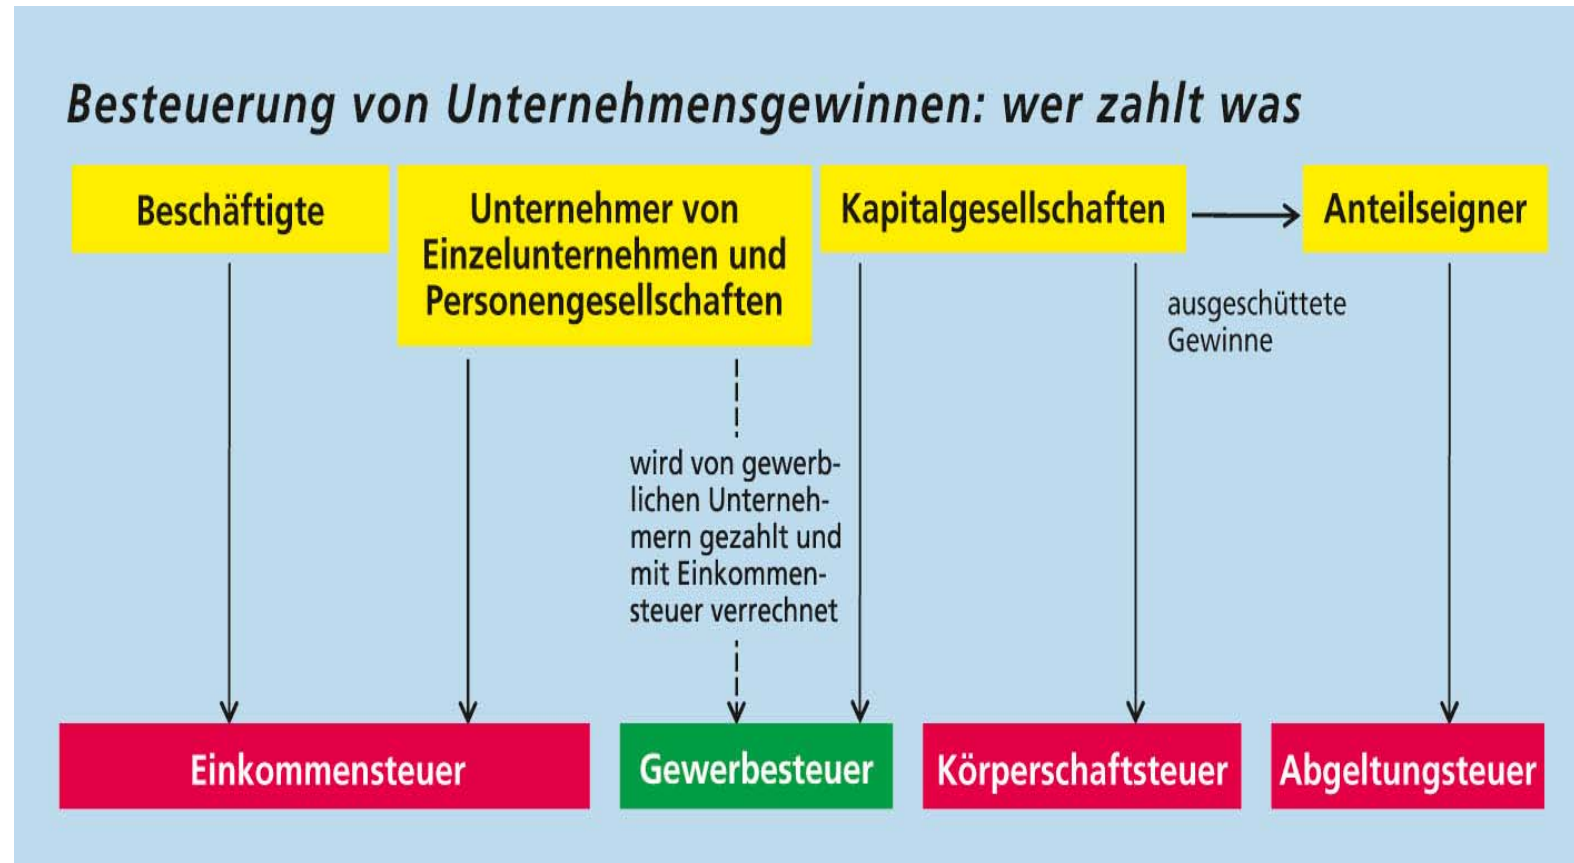 Besteuerung von Unternehmensgewinnen: wer zahlt was
Beschäftigte
Unternehmer von
Einzelunternehmen und
Personengesellschaften
Kapitalgesellschaften
Anteilseigner
ausgeschüttete
Gewinne
wird von gewerb-
lichen Unterneh-
mern gezahlt und
mit Einkommen-
steuer verrechnet
Einkommensteuer
Gewerbesteuer
Körperschaftsteuer
Abgeltungsteuer